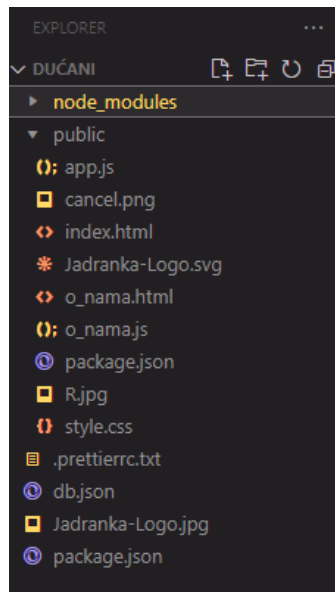 EXPLORER
DUĆANI
node_modules
public
app.js
cancel.png
index.html
Jadranka-Logo.svg
o_nama.html
o_nama.js
package.json
R.jpg
style.css
.prettierrc.txt
db.json
Jadranka-Logo.jpg
package.json